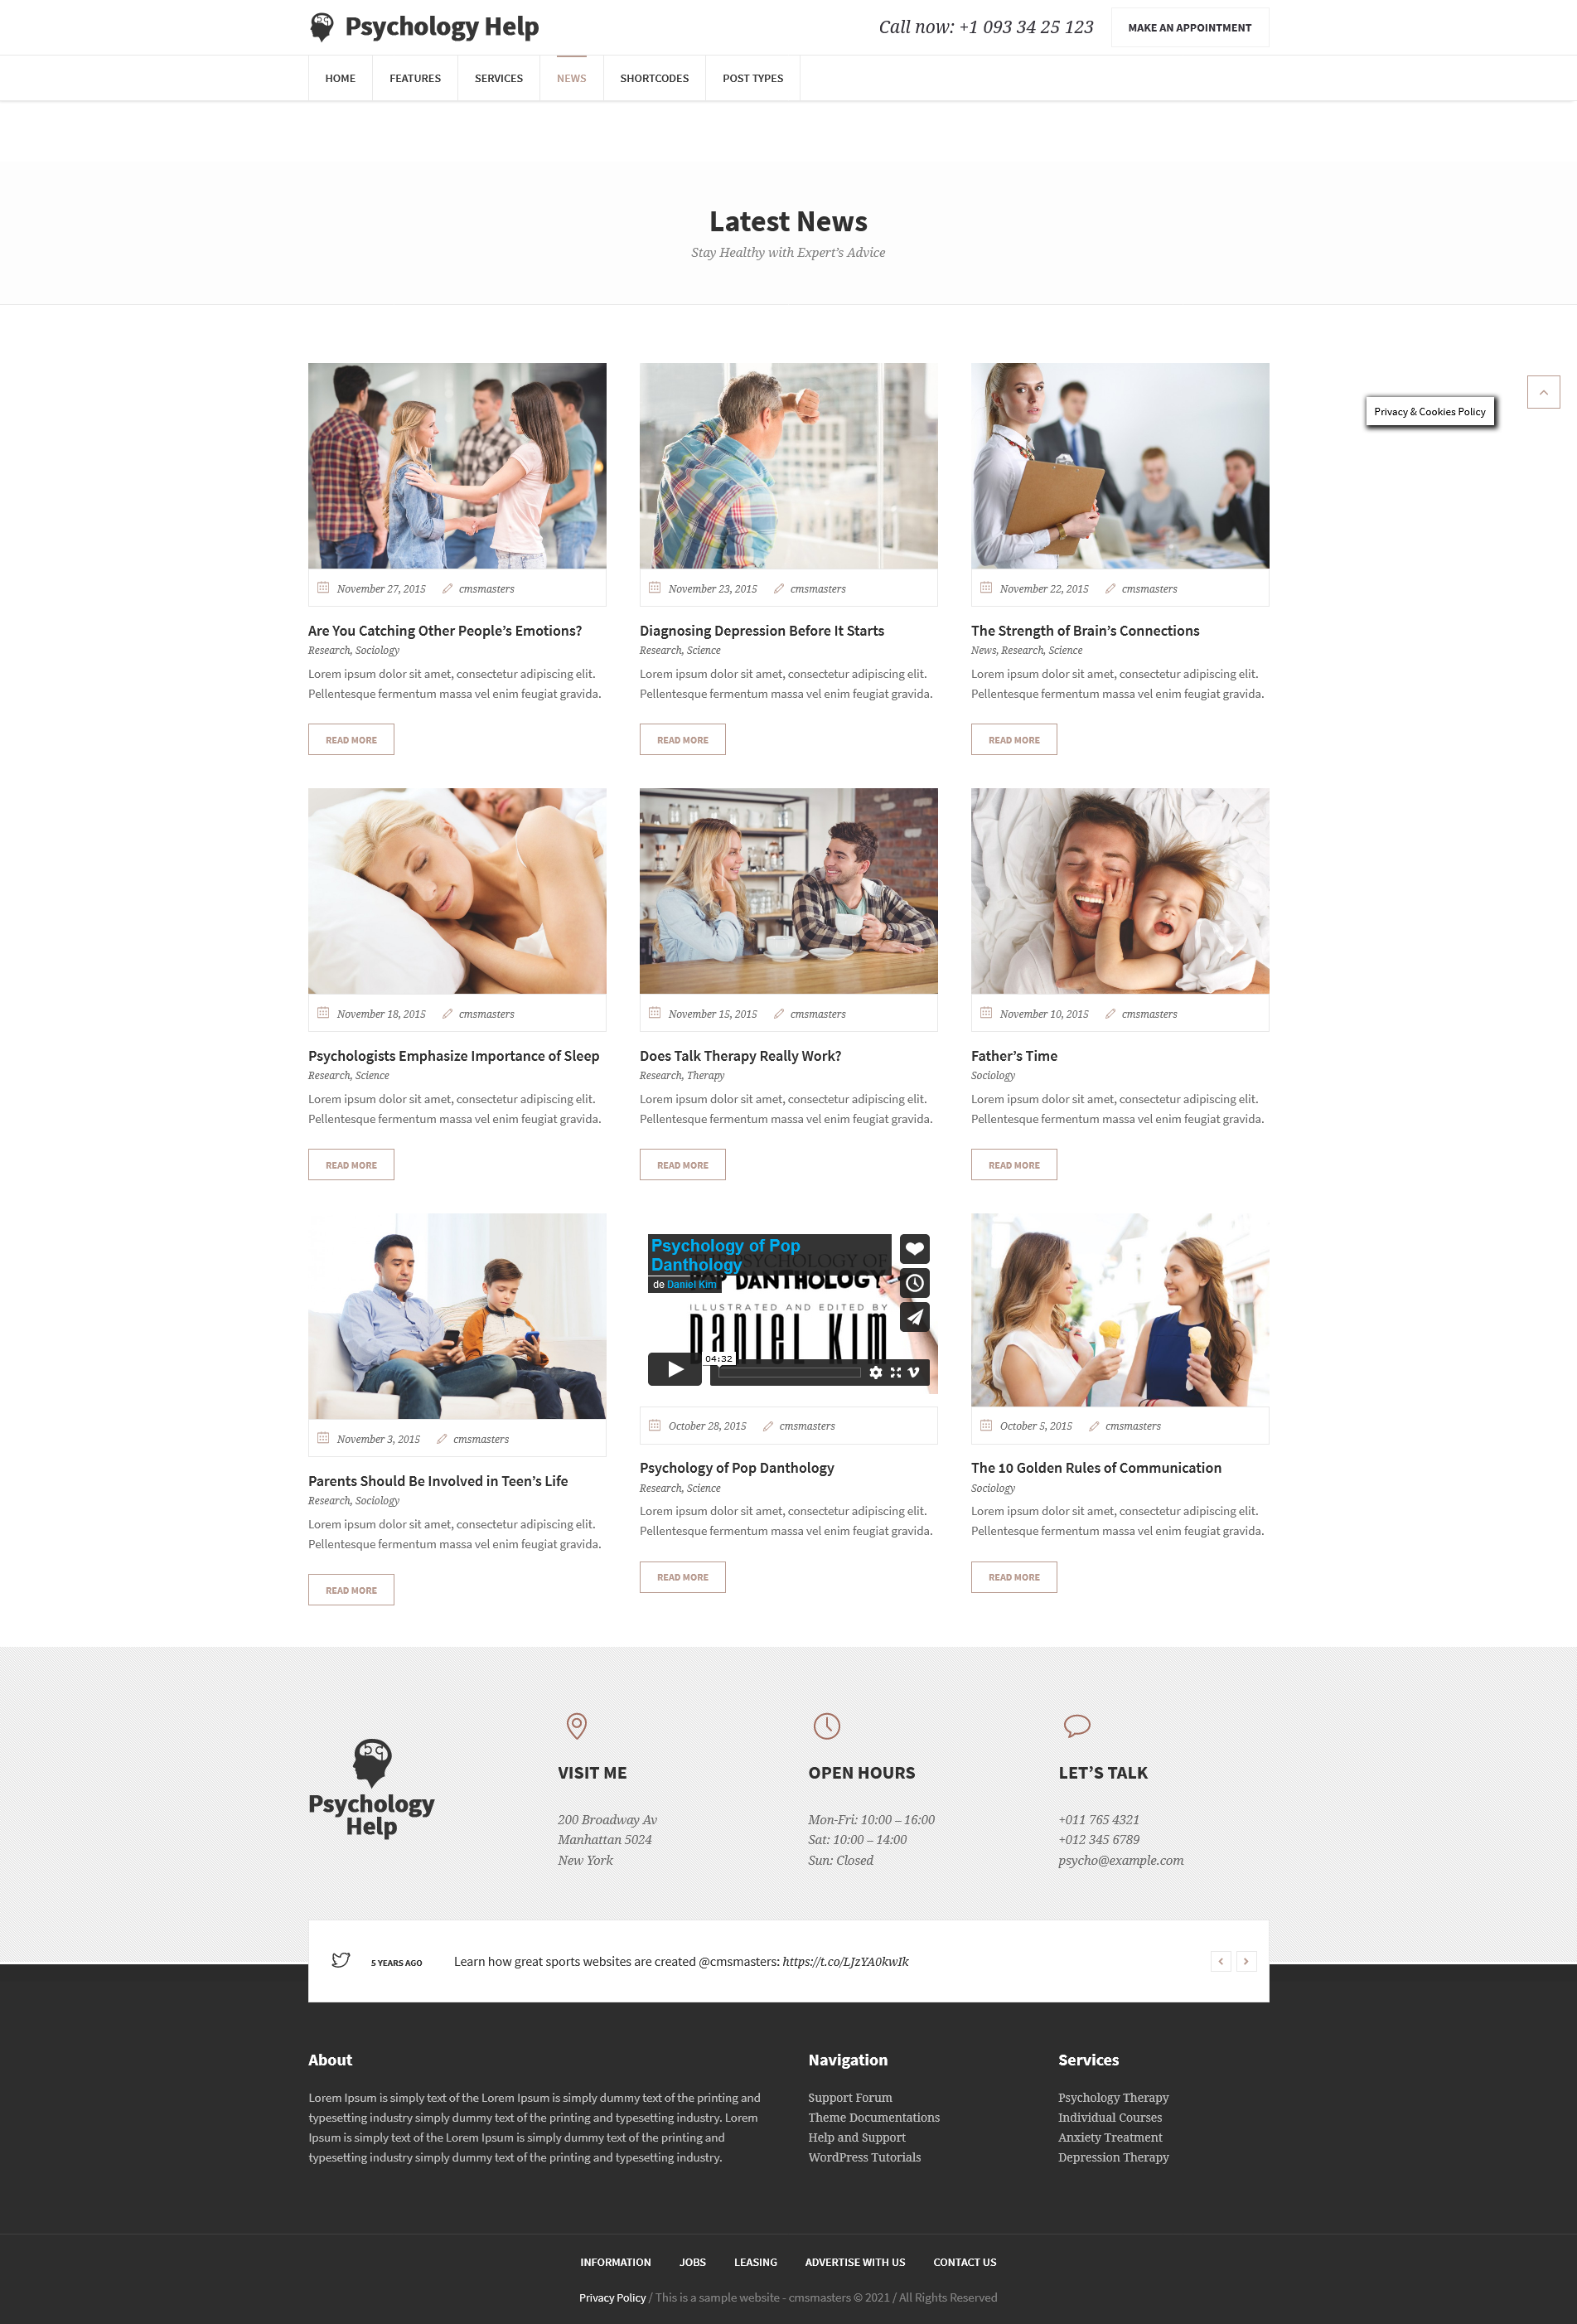 Psychology Help
Call now: +1 093 34 25 123
MAKE AN APPOINTMENT
HOME
FEATURES
SERVICES
NEWS
SHORTCODES
POST TYPES
Latest News
Stay Healthy with Expert’s Advice
Privacy & Cookies Policy
November 27, 2015 cmsmasters
Are You Catching Other People’s Emotions?
Research, Sociology
Lorem ipsum dolor sit amet, consectetur adipiscing elit.
Pellentesque fermentum massa vel enim feugiat gravida.
READ MORE
November 23, 2015 cmsmasters
Diagnosing Depression Before It Starts
Research, Science
Lorem ipsum dolor sit amet, consectetur adipiscing elit.
Pellentesque fermentum massa vel enim feugiat gravida.
READ MORE
November 22, 2015 cmsmasters
The Strength of Brain’s Connections
News, Research, Science
Lorem ipsum dolor sit amet, consectetur adipiscing elit.
Pellentesque fermentum massa vel enim feugiat gravida.
READ MORE
November 18, 2015 cmsmasters
Psychologists Emphasize Importance of Sleep
Research, Science
Lorem ipsum dolor sit amet, consectetur adipiscing elit.
Pellentesque fermentum massa vel enim feugiat gravida.
READ MORE
November 15, 2015 cmsmasters
Does Talk Therapy Really Work?
Research, Therapy
Lorem ipsum dolor sit amet, consectetur adipiscing elit.
Pellentesque fermentum massa vel enim feugiat gravida.
READ MORE
November 10, 2015 cmsmasters
Father’s Time
Sociology
Lorem ipsum dolor sit amet, consectetur adipiscing elit.
Pellentesque fermentum massa vel enim feugiat gravida.
READ MORE
November 3, 2015 cmsmasters
Parents Should Be Involved in Teen’s Life
Research, Sociology
Lorem ipsum dolor sit amet, consectetur adipiscing elit.
Pellentesque fermentum massa vel enim feugiat gravida.
READ MORE
Psychology of Pop
Danthology
de Daniel Kim
THE PSYCHOLOGY OF
POP DANTHOLOGY
ILLUSTRATED AND EDITED BY
DANIEL KIM
04:32
October 28, 2015 cmsmasters
Psychology of Pop Danthology
Research, Science
Lorem ipsum dolor sit amet, consectetur adipiscing elit.
Pellentesque fermentum massa vel enim feugiat gravida.
READ MORE
October 5, 2015 cmsmasters
The 10 Golden Rules of Communication
Sociology
Lorem ipsum dolor sit amet, consectetur adipiscing elit.
Pellentesque fermentum massa vel enim feugiat gravida.
READ MORE
Psychology
Help
VISIT ME
200 Broadway Av
Manhattan 5024
New York
OPEN HOURS
Mon-Fri: 10:00 – 16:00
Sat: 10:00 – 14:00
Sun: Closed
LET’S TALK
+011 765 4321
+012 345 6789
psycho@example.com
5 YEARS AGO
Learn how great sports websites are created @cmsmasters: https://t.co/LJzYA0kwIk
About
Lorem Ipsum is simply text of the Lorem Ipsum is simply dummy text of the printing and
typesetting industry simply dummy text of the printing and typesetting industry. Lorem
Ipsum is simply text of the Lorem Ipsum is simply dummy text of the printing and
typesetting industry simply dummy text of the printing and typesetting industry.
Navigation
Support Forum
Theme Documentations
Help and Support
WordPress Tutorials
Services
Psychology Therapy
Individual Courses
Anxiety Treatment
Depression Therapy
INFORMATION
JOBS
LEASING
ADVERTISE WITH US
CONTACT US
Privacy Policy / This is a sample website - cmsmasters © 2021 / All Rights Reserved